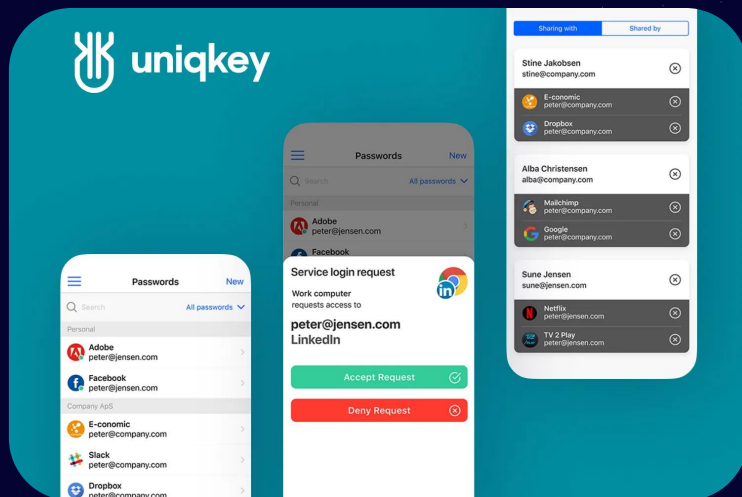 uniqkey
Passwords
New
Search
All passwords
Personal
Adobe
peter@jensen.com
Facebook
peter@jensen.com
Company ApS
E-conomic
peter@company.com
Slack
peter@company.com
Dropbox
peter@company.com
Passwords
New
Search
All passwords
Personal
Adobe
peter@jensen.com
Facebook
Service login request
Work computer
requests access to
peter@jensen.com
LinkedIn
Accept Request
Deny Request
Sharing with
Shared by
Stine Jakobsen
stine@company.com
E-conomic
peter@company.com
Dropbox
peter@company.com
Alba Christensen
alba@company.com
Mailchimp
peter@company.com
Google
peter@company.com
Sune Jensen
sune@jensen.com
Netflix
peter@jensen.com
TV 2 Play
peter@jensen.com